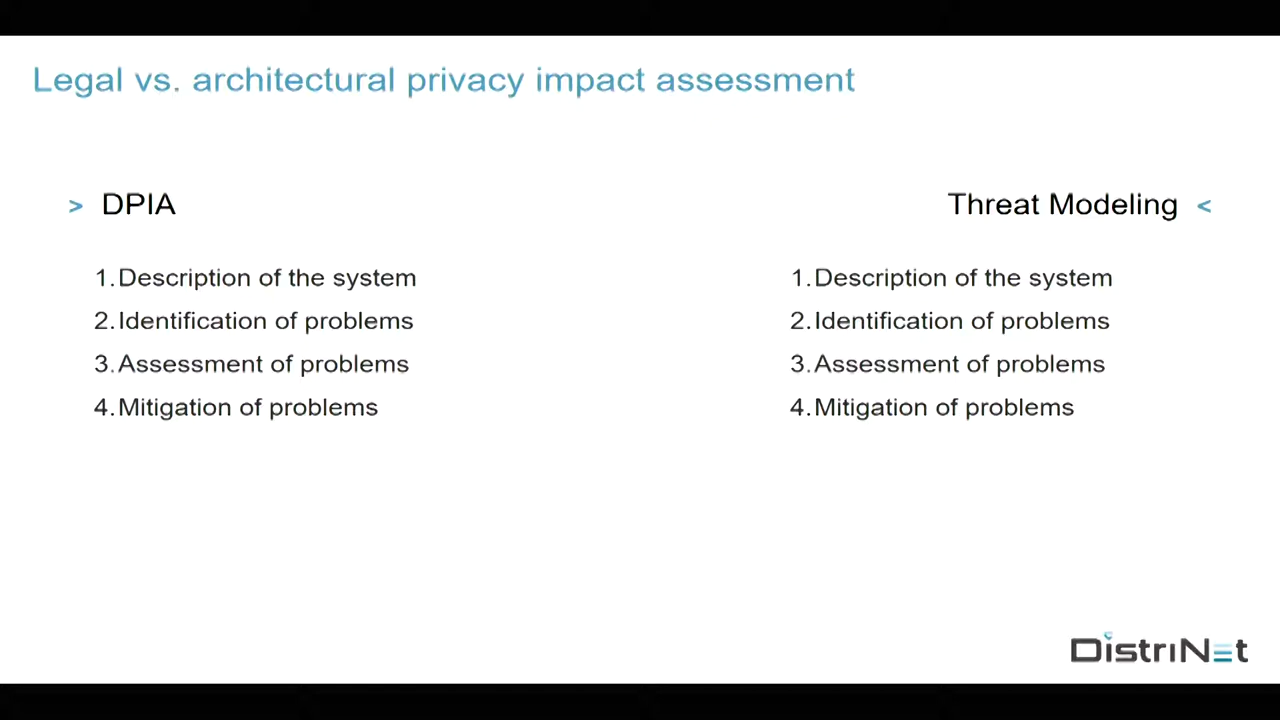 Legal vs. architectural privacy impact assessment
> DPIA
1. Description of the system
2. Identification of problems
3. Assessment of problems
4. Mitigation of problems
Threat Modeling <
1. Description of the system
2. Identification of problems
3. Assessment of problems
4. Mitigation of problems
DistriNet